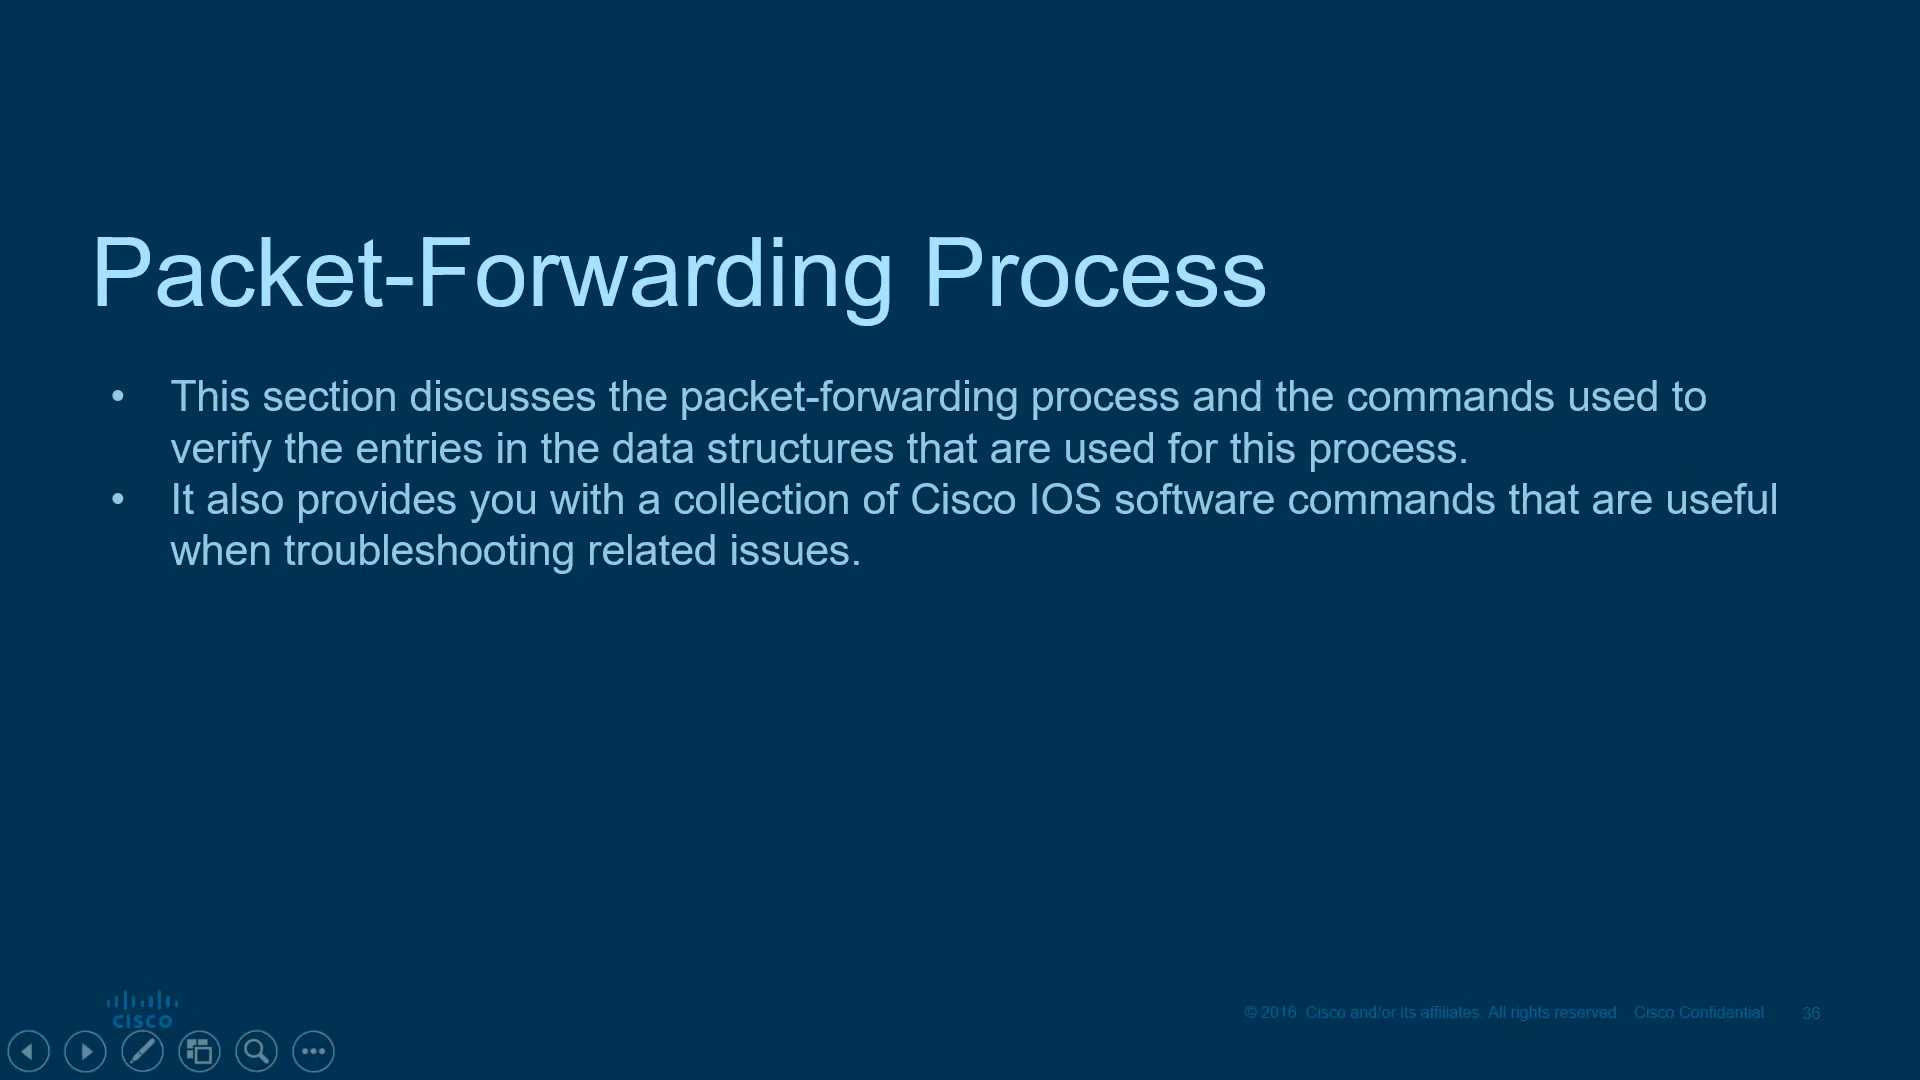 Packet-Forwarding Process
• This section discusses the packet-forwarding process and the commands used to
verify the entries in the data structures that are used for this process.
• It also provides you with a collection of Cisco IOS software commands that are useful
when troubleshooting related issues.
CISCO
© 2016 Cisco and/or its affiliates. All rights reserved Cisco Confidential 36